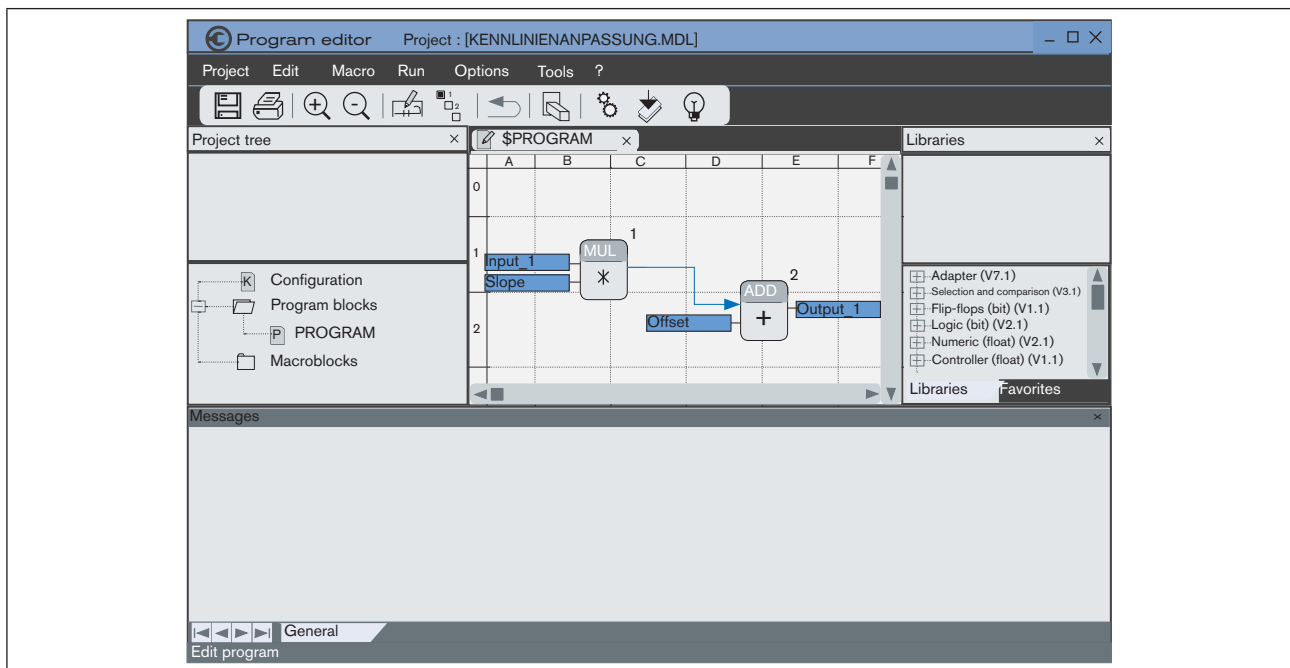 Program editor Project : [KENNLINIENANPASSUNG.MDL]
Project Edit Macro Run Options Tools ?
1
2
Project tree ×
$PROGRAM ×
Libraries ×
A B C D E F
0
1
2
MUL
1
Input_1
Slope
ADD
2
+
Offset
Output_1
K Configuration
Program blocks
P PROGRAM
Macroblocks
Adapter (V7.1)
Selection and comparison (V3.1)
Flip-flops (bit) (V1.1)
Logic (bit) (V2.1)
Numeric (float) (V2.1)
Controller (float) (V1.1)
Libraries Favorites
Messages ×
General
Edit program